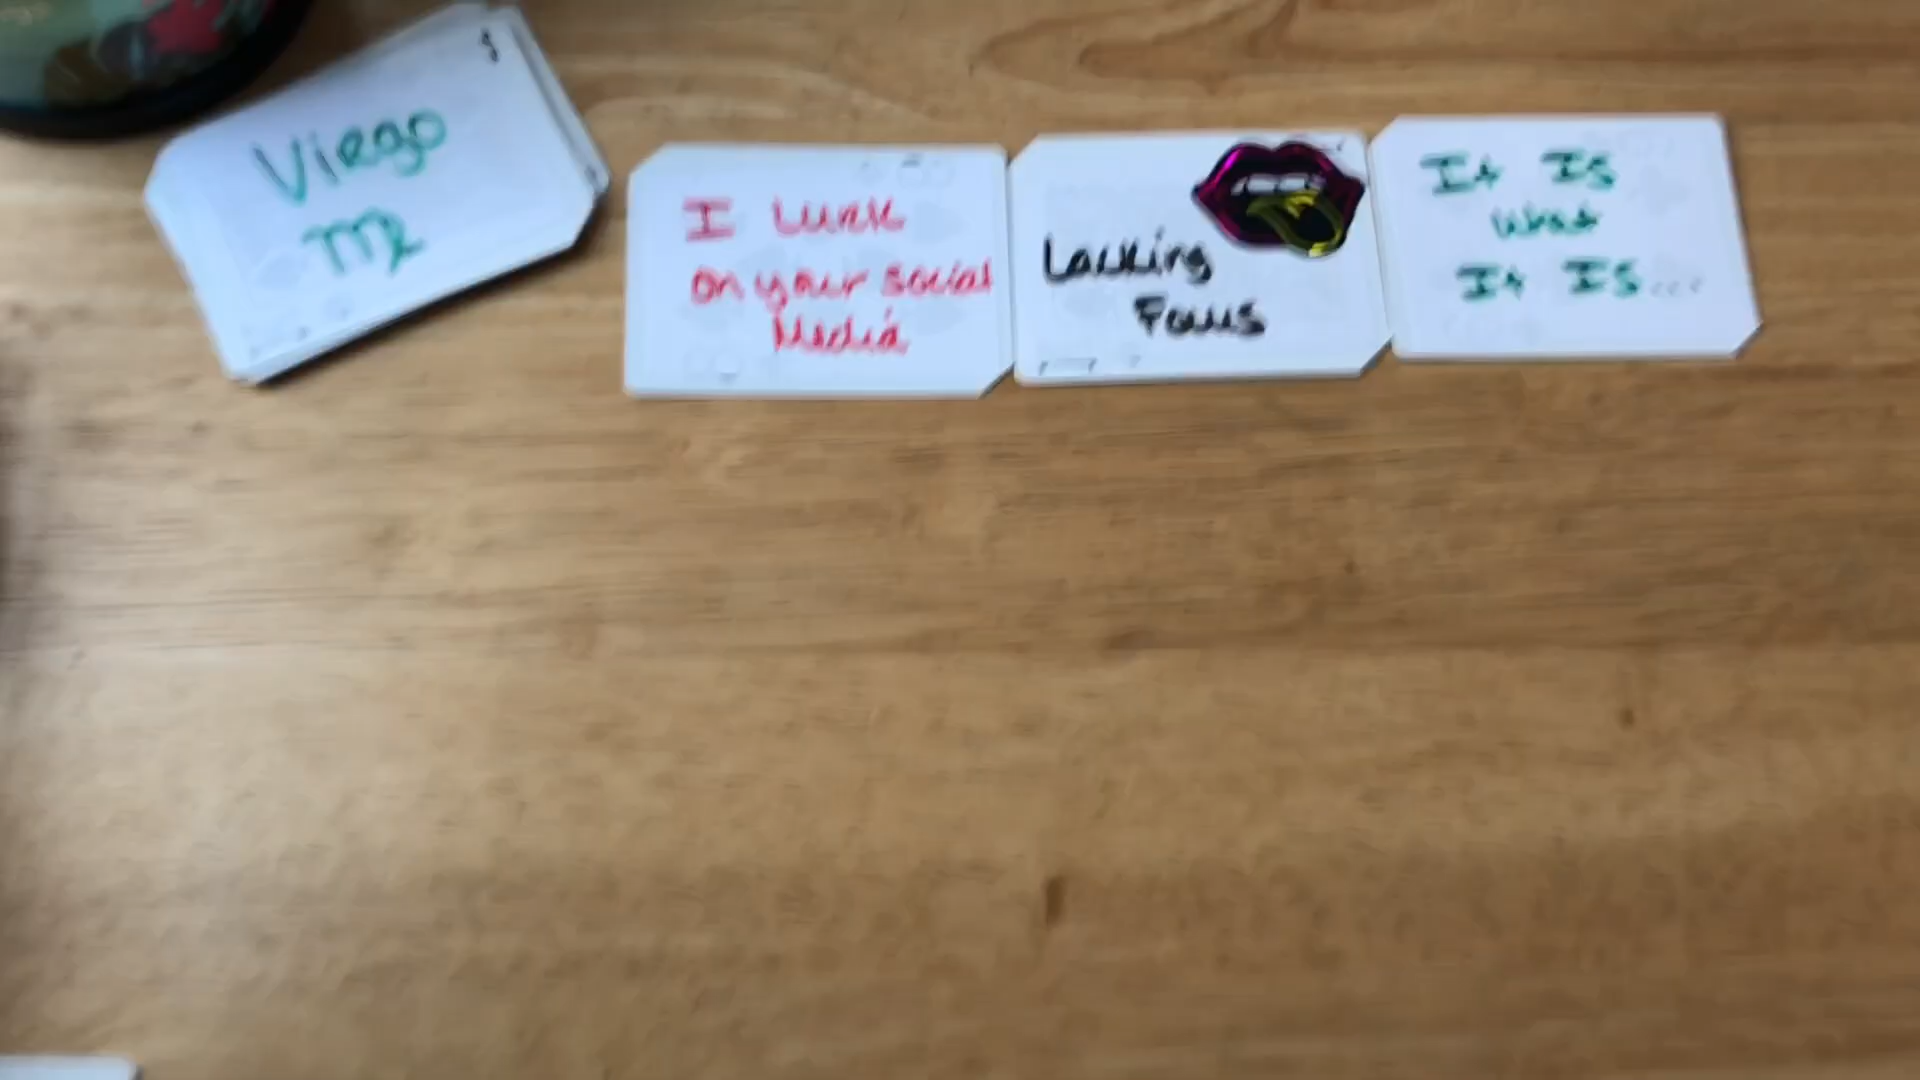 Virgo
♍
I Lurk
on your social
Media
Lacking
Focus
It Is
What
It Is...